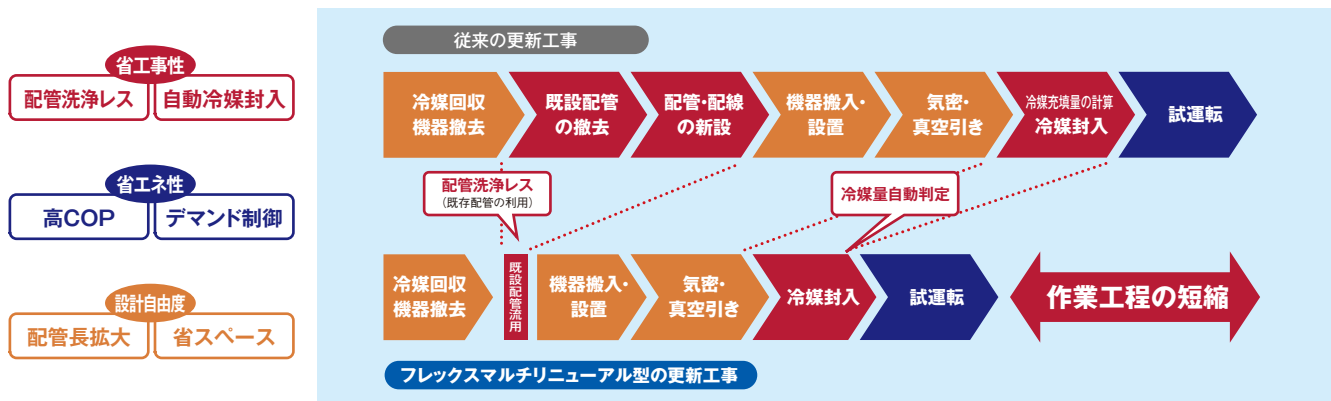 省工事性
配管洗浄レス
自動冷媒封入
省エネ性
高COP
デマンド制御
設計自由度
配管長拡大
省スペース
従来の更新工事
冷媒回収
機器撤去
既設配管
の撤去
配管・配線
の新設
機器搬入・
設置
気密・
真空引き
冷媒充填量の計算
冷媒封入
試運転
配管洗浄レス
(既存配管の利用)
冷媒量自動判定
冷媒回収
機器撤去
既設配管流用
機器搬入・
設置
気密・
真空引き
冷媒封入
試運転
作業工程の短縮
フレックスマルチリニューアル型の更新工事